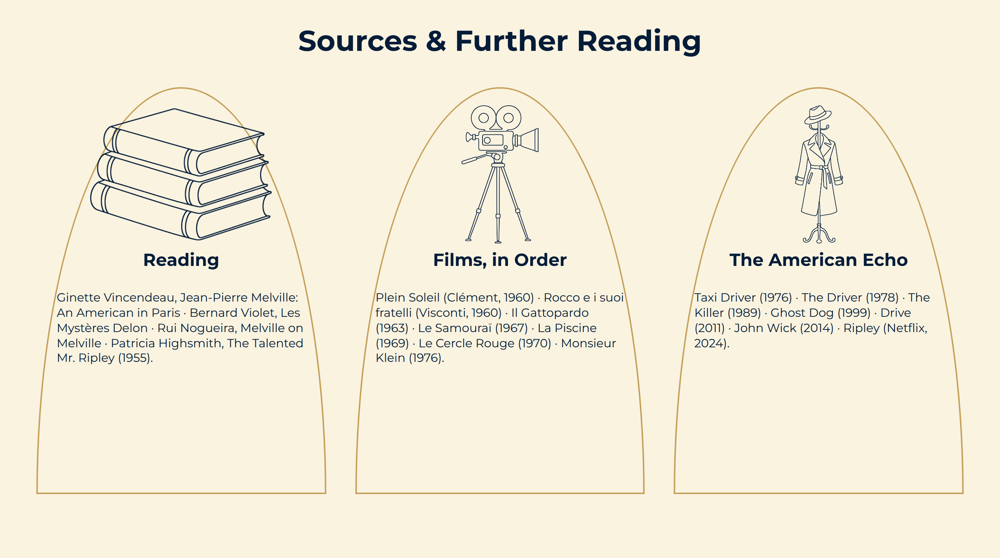 Sources & Further Reading
Reading
Ginette Vincendeau, Jean-Pierre Melville:
An American in Paris · Bernard Violet, Les
Mystères Delon · Rui Nogueira, Melville on
Melville · Patricia Highsmith, The Talented
Mr. Ripley (1955).
Films, in Order
Plein Soleil (Clément, 1960) · Rocco e i suoi
fratelli (Visconti, 1960) · Il Gattopardo
(1963) · Le Samouraï (1967) · La Piscine
(1969) · Le Cercle Rouge (1970) · Monsieur
Klein (1976).
The American Echo
Taxi Driver (1976) · The Driver (1978) · The
Killer (1989) · Ghost Dog (1999) · Drive
(2011) · John Wick (2014) · Ripley (Netflix,
2024).